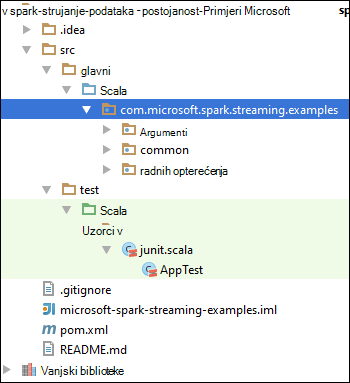 v spark-strujanje-podataka -postojanost-Primjeri Microsoft sp
.idea
src
glavni
Scala
com.microsoft.spark.streaming.examples
Argumenti
common
radnih opterećenja
test
Scala
Uzorci v
junit.scala
AppTest
.gitignore
microsoft-spark-streaming-examples.iml
pom.xml
README.md
Vanjski biblioteke